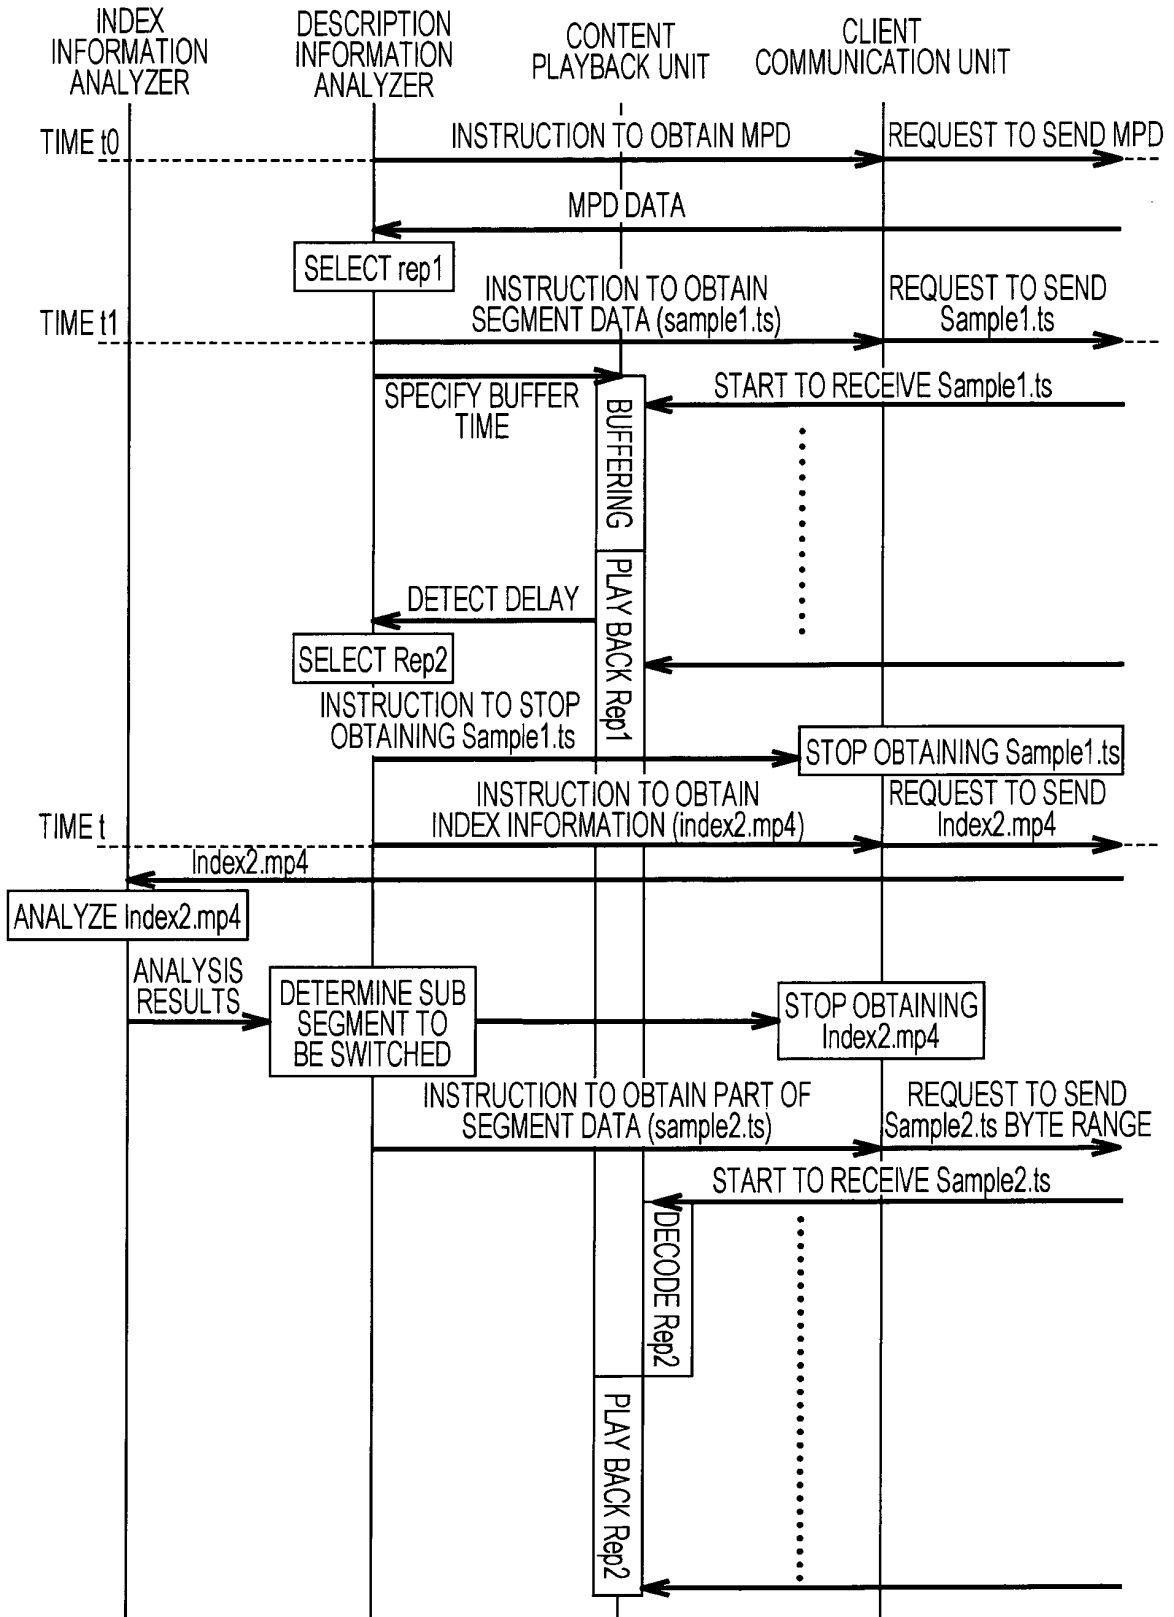 INDEX
INFORMATION
ANALYZER
DESCRIPTION
INFORMATION
ANALYZER
CONTENT
PLAYBACK UNIT
CLIENT
COMMUNICATION UNIT
TIME t0
INSTRUCTION TO OBTAIN MPD
REQUEST TO SEND MPD
MPD DATA
SELECT rep1
INSTRUCTION TO OBTAIN
SEGMENT DATA (sample1.ts)
REQUEST TO SEND
Sample1.ts
TIME t1
SPECIFY BUFFER
TIME
START TO RECEIVE Sample1.ts
BUFFERING
PLAY BACK Rep1
DETECT DELAY
SELECT Rep2
INSTRUCTION TO STOP
OBTAINING Sample1.ts
STOP OBTAINING Sample1.ts
INSTRUCTION TO OBTAIN
INDEX INFORMATION (index2.mp4)
REQUEST TO SEND
Index2.mp4
TIME t
Index2.mp4
ANALYZE Index2.mp4
ANALYSIS
RESULTS
DETERMINE SUB
SEGMENT TO
BE SWITCHED
STOP OBTAINING
Index2.mp4
INSTRUCTION TO OBTAIN PART OF
SEGMENT DATA (sample2.ts)
REQUEST TO SEND
Sample2.ts BYTE RANGE
START TO RECEIVE Sample2.ts
DECODE Rep2
PLAY BACK Rep2